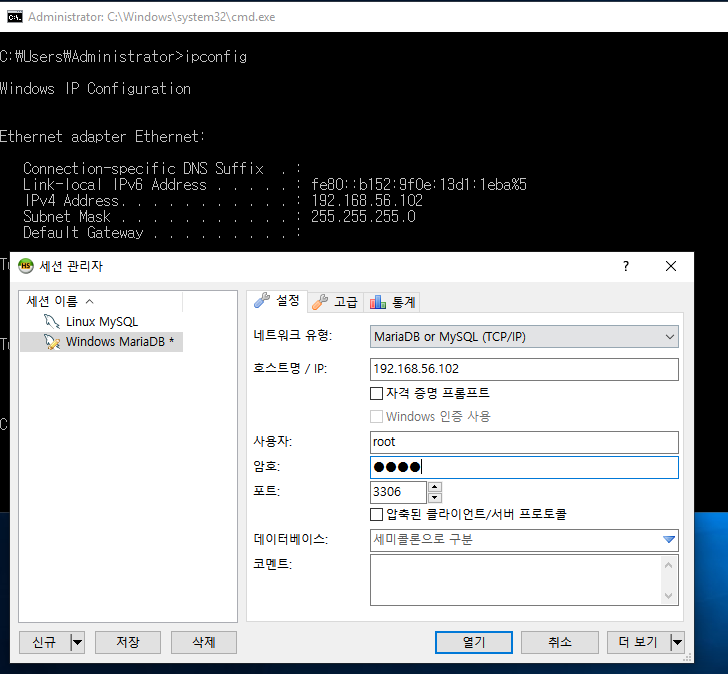 Administrator: C:\Windows\system32\cmd.exe
C:₩Users₩Administrator>ipconfig
Windows IP Configuration
Ethernet adapter Ethernet:
Connection-specific DNS Suffix . :
Link-local IPv6 Address . . . . . : fe80::b152:9f0e:13d1:1eba%5
IPv4 Address. . . . . . . . . . . : 192.168.56.102
Subnet Mask . . . . . . . . . . . : 255.255.255.0
Default Gateway . . . . . . . . . :
세션 관리자
세션 이름
Linux MySQL
Windows MariaDB *
설정 고급 통계
네트워크 유형: MariaDB or MySQL (TCP/IP)
호스트명 / IP: 192.168.56.102
자격 증명 프롬프트
Windows 인증 사용
사용자: root
암호: ●●●●
포트: 3306
압축된 클라이언트/서버 프로토콜
데이터베이스: 세미콜론으로 구분
코멘트:
신규 저장 삭제 열기 취소 더 보기